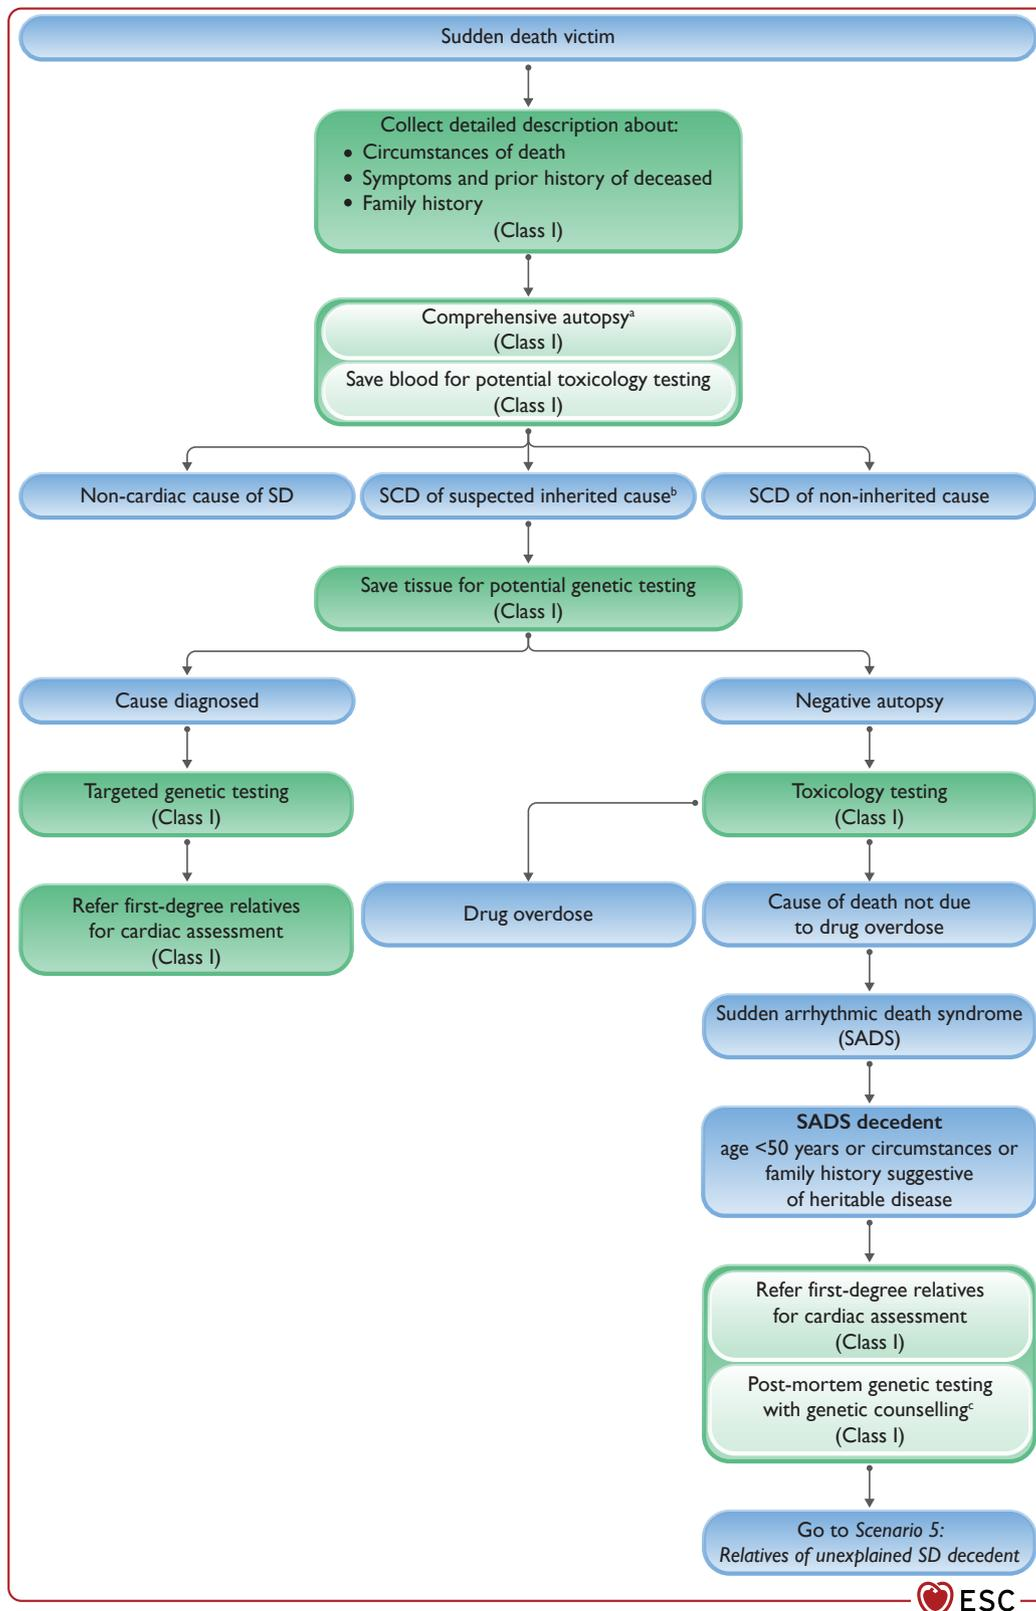 Sudden death victim
Collect detailed description about:
• Circumstances of death
• Symptoms and prior history of deceased
• Family history
(Class I)
Comprehensive autopsyᵃ
(Class I)
Save blood for potential toxicology testing
(Class I)
Non-cardiac cause of SD
SCD of suspected inherited causeᵇ
SCD of non-inherited cause
Save tissue for potential genetic testing
(Class I)
Cause diagnosed
Negative autopsy
Targeted genetic testing
(Class I)
Toxicology testing
(Class I)
Refer first-degree relatives
for cardiac assessment
(Class I)
Drug overdose
Cause of death not due
to drug overdose
Sudden arrhythmic death syndrome
(SADS)
SADS decedent
age <50 years or circumstances or
family history suggestive
of heritable disease
Refer first-degree relatives
for cardiac assessment
(Class I)
Post-mortem genetic testing
with genetic counsellingᶜ
(Class I)
Go to Scenario 5:
Relatives of unexplained SD decedent
ESC